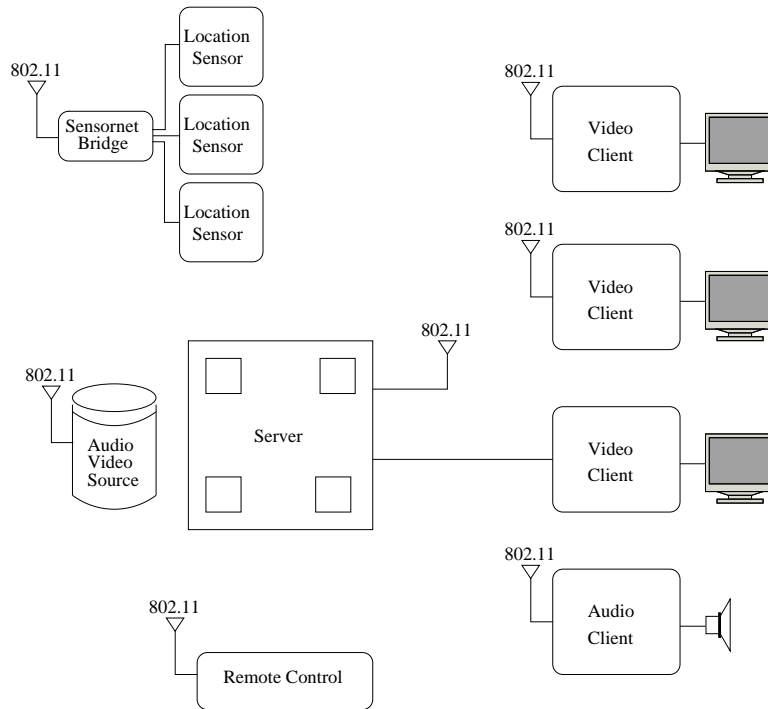 Location
Sensor
802.11
Sensornet
Bridge
Location
Sensor
Location
Sensor
802.11
Video
Client
802.11
Video
Client
802.11
802.11
Audio
Video
Source
Server
Video
Client
802.11
Audio
Client
802.11
Remote Control